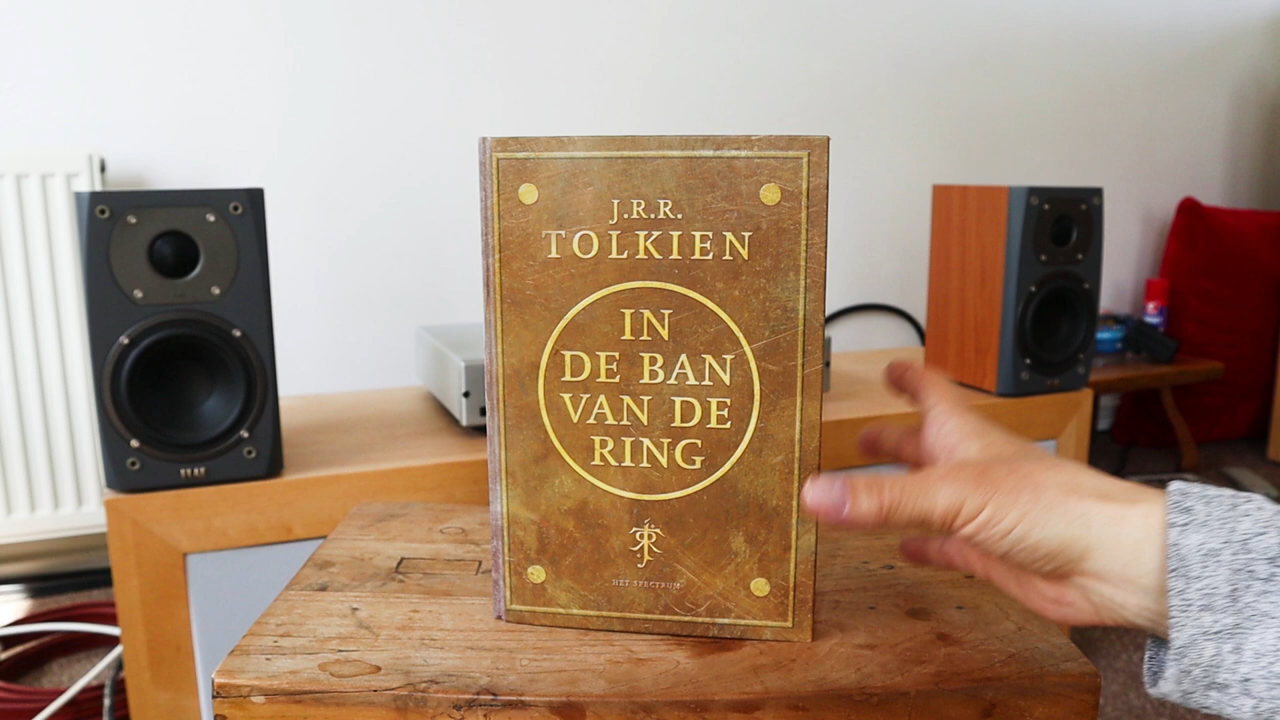 J.R.R.
TOLKIEN
IN
DE BAN
VAN DE
RING
HET SPECTRUM